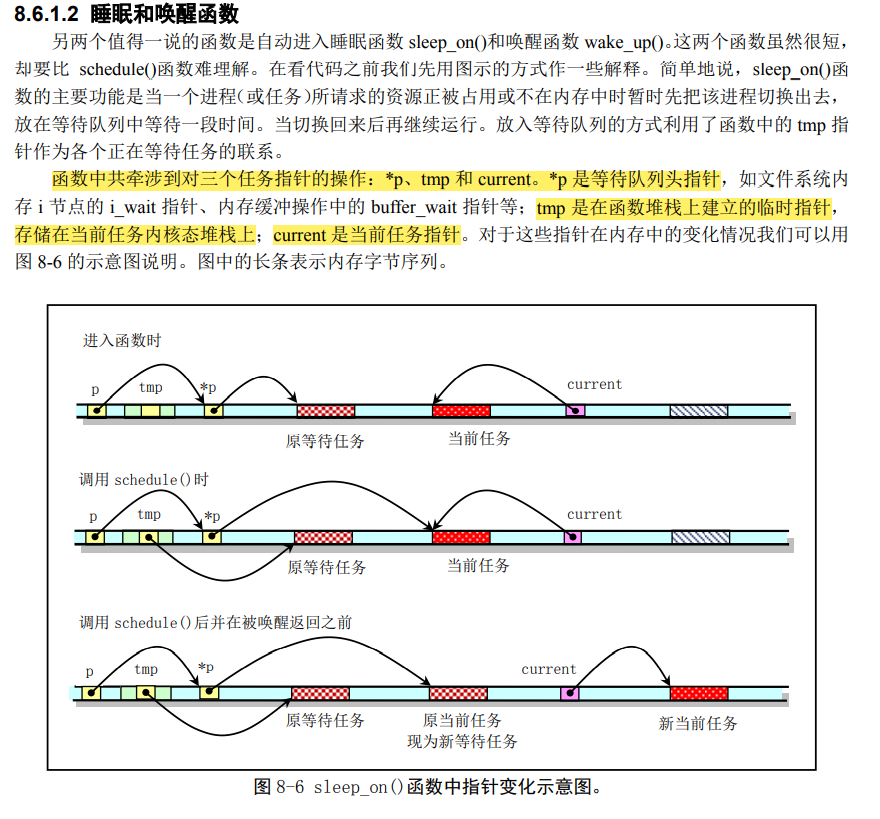 8.6.1.2 睡眠和唤醒函数
另两个值得一说的函数是自动进入睡眠函数 sleep_on()和唤醒函数 wake_up()。这两个函数虽然很短，
却要比 schedule()函数难理解。在看代码之前我们先用图示的方式作一些解释。简单地说，sleep_on()函
数的主要功能是当一个进程（或任务）所请求的资源正被占用或不在内存中时暂时先把该进程切换出去，
放在等待队列中等待一段时间。当切换回来后再继续运行。放入等待队列的方式利用了函数中的 tmp 指
针作为各个正在等待任务的联系。
函数中共牵涉到对三个任务指针的操作：*p、tmp 和 current。*p 是等待队列头指针，如文件系统内
存 i 节点的 i_wait 指针、内存缓冲操作中的 buffer_wait 指针等；tmp 是在函数堆栈上建立的临时指针，
存储在当前任务内核态堆栈上；current 是当前任务指针。对于这些指针在内存中的变化情况我们可以用
图 8-6 的示意图说明。图中的长条表示内存字节序列。
进入函数时
p tmp *p current
原等待任务 当前任务
调用 schedule()时
p tmp *p current
原等待任务 当前任务
调用 schedule()后并在被唤醒返回之前
p tmp *p current
原等待任务 原当前任务 新当前任务
现为新等待任务
图 8-6 sleep_on()函数中指针变化示意图。